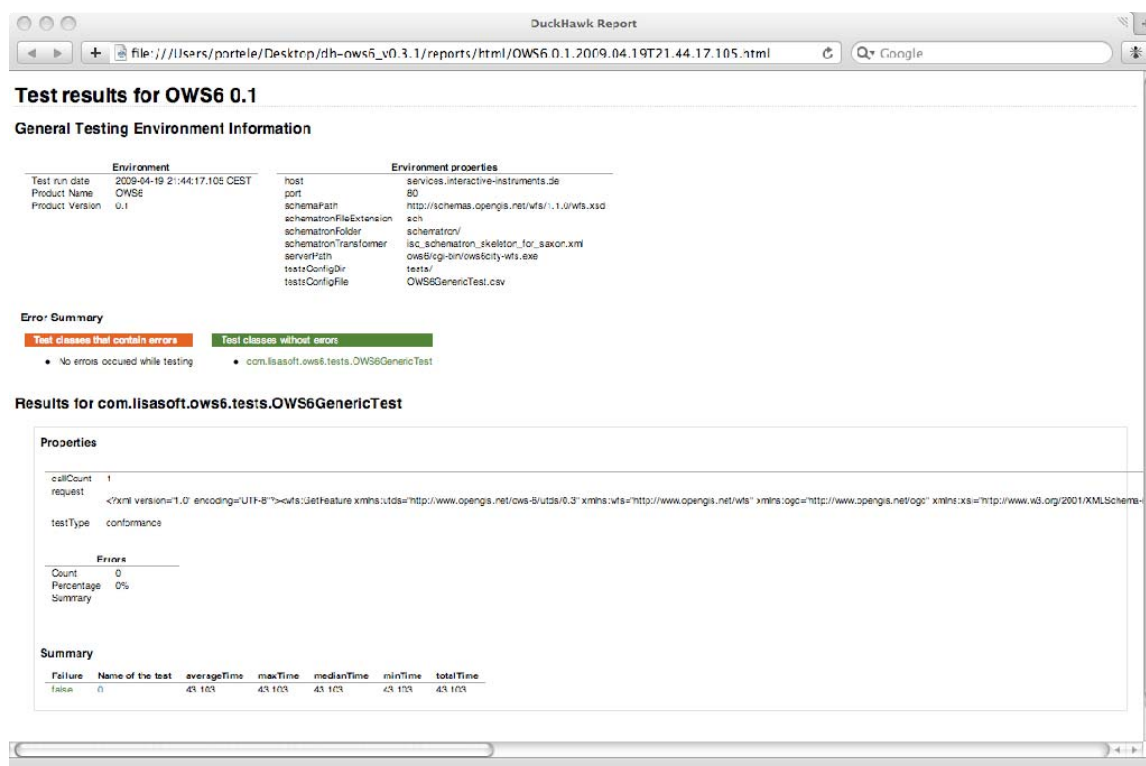 DuckHawk Report
file:///Users/portele/Desktop/dh-ows6_v0.3.1/reports/html/OWS6.0.1.2009.04.19T21.44.17.105.html
Google
Test results for OWS6 0.1
General Testing Environment Information
Environment
Test run date 2009-04-19 21:44:17.105 CEST
Product Name OWS6
Product Version 0.1
Environment properties
host services.interactive-instruments.de
port 80
schemaPath http://schemas.opengis.net/wfs/1.1.0/wfs.xsd
schematronFileExtension sch
schematronFolder schematron/
schematronTransformer iso_schematron_skeleton_for_saxon.xml
serverPath ows6/cgi-bin/ows6city-wfs.exe
testsConfigDir tests/
testsConfigFile OWS6GenericTest.csv
Error Summary
Test classes that contain errors
No errors occured while testing
Test classes without errors
com.lisasoft.ows6.tests.OWS6GenericTest
Results for com.lisasoft.ows6.tests.OWS6GenericTest
Properties
callCount 1
request
<?xml version="1.0" encoding="UTF-8"?><wfs:GetFeature xmlns:utds="http://www.opengis.net/ows-6/utds/0.3" xmlns:wfs="http://www.opengis.net/wfs" xmlns:ogc="http://www.opengis.net/ogc" xmlns:xsi="http://www.w3.org/2001/XMLSchema-
testType conformance
Errors
Count 0
Percentage 0%
Summary
Summary
Failure Name of the test averageTime maxTime medianTime minTime totalTime
false 0 43.103 43.103 43.103 43.103 43.103